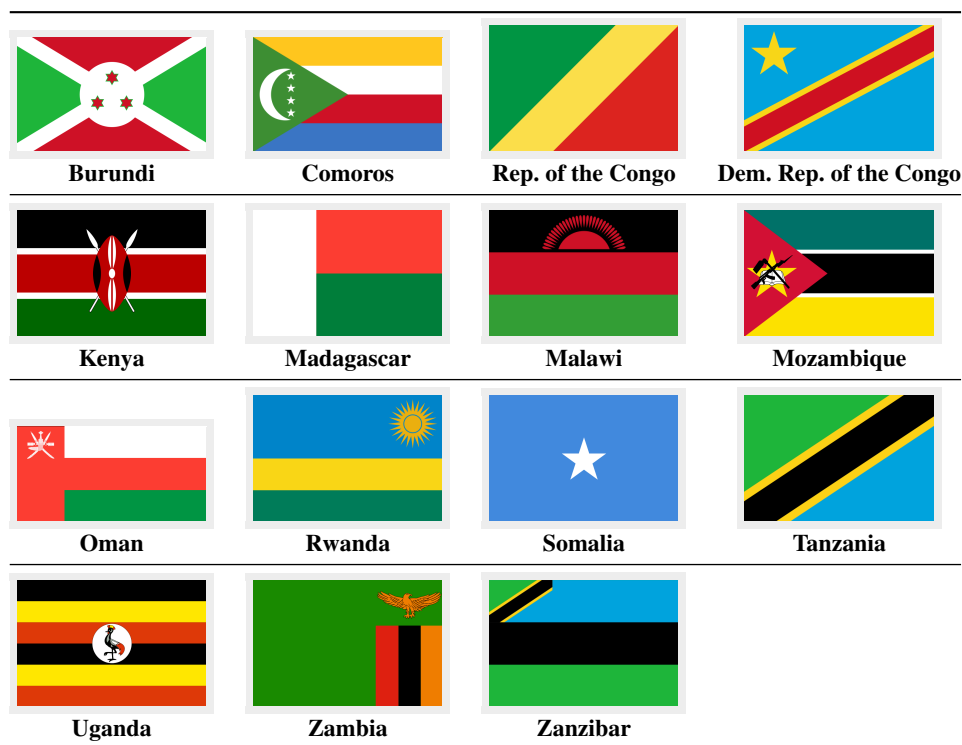 Burundi Comoros Rep. of the Congo Dem. Rep. of the Congo
Kenya Madagascar Malawi Mozambique
Oman Rwanda Somalia Tanzania
Uganda Zambia Zanzibar